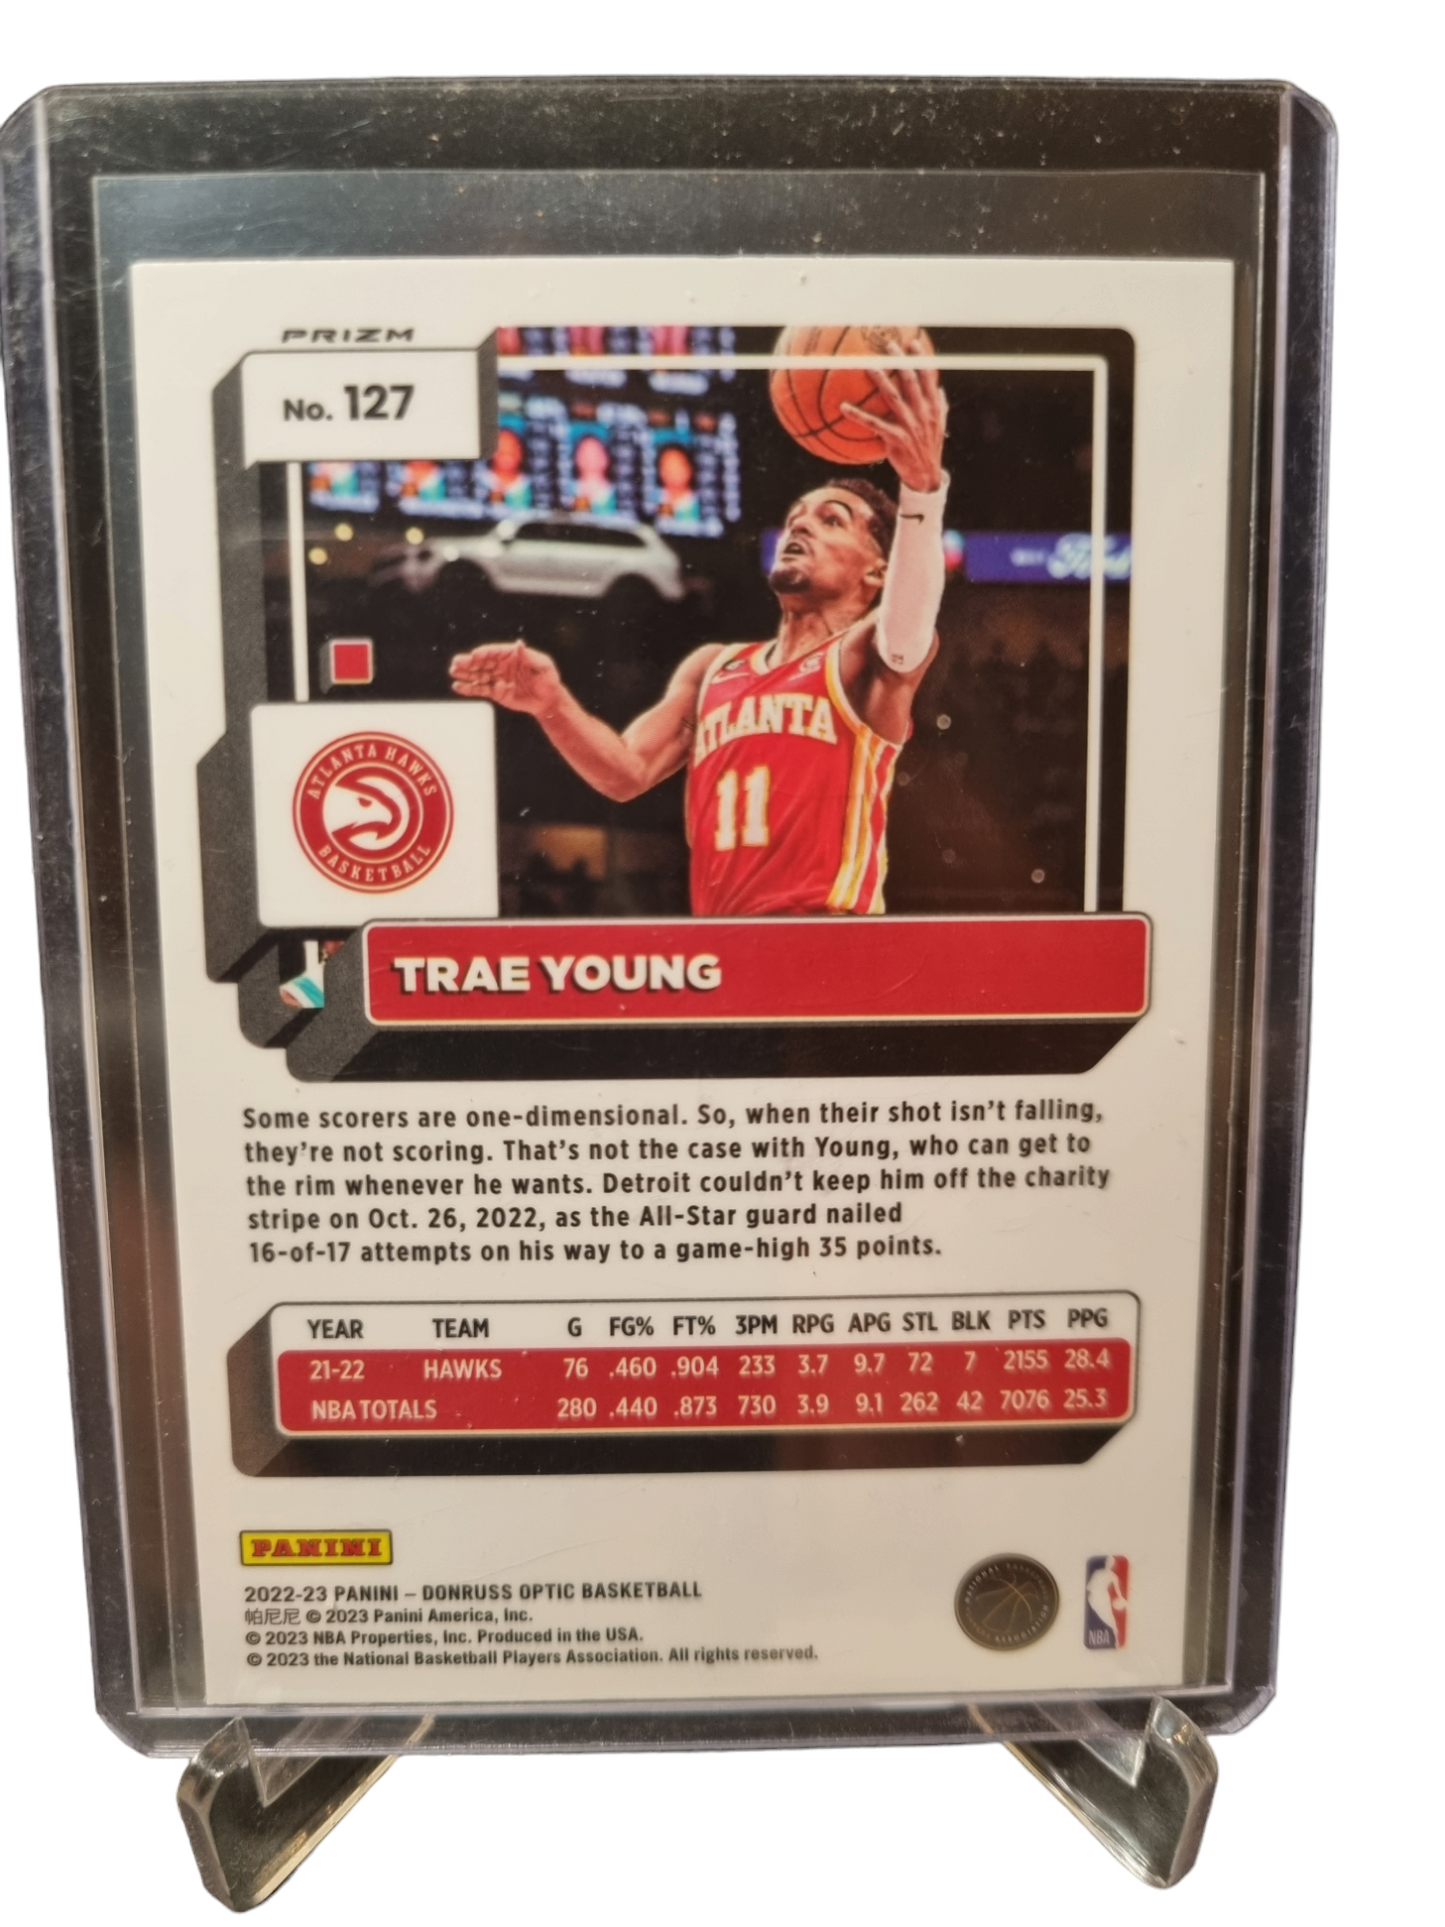 PRIZM
No. 127
Ford
ATLANTA
11
ATLANTA HAWKS
BASKETBALL
TRAE YOUNG
Some scorers are one-dimensional. So, when their shot isn't falling,
they're not scoring. That's not the case with Young, who can get to
the rim whenever he wants. Detroit couldn't keep him off the charity
stripe on Oct. 26, 2022, as the All-Star guard nailed
16-of-17 attempts on his way to a game-high 35 points.
YEAR TEAM G FG% FT% 3PM RPG APG STL BLK PTS PPG
21-22 HAWKS 76 .460 .904 233 3.7 9.7 72 7 2155 28.4
NBA TOTALS 280 .440 .873 730 3.9 9.1 262 42 7076 25.3
PANINI
2022-23 PANINI – DONRUSS OPTIC BASKETBALL
帕尼尼 © 2023 Panini America, Inc.
© 2023 NBA Properties, Inc. Produced in the USA.
© 2023 the National Basketball Players Association. All rights reserved.
NBA